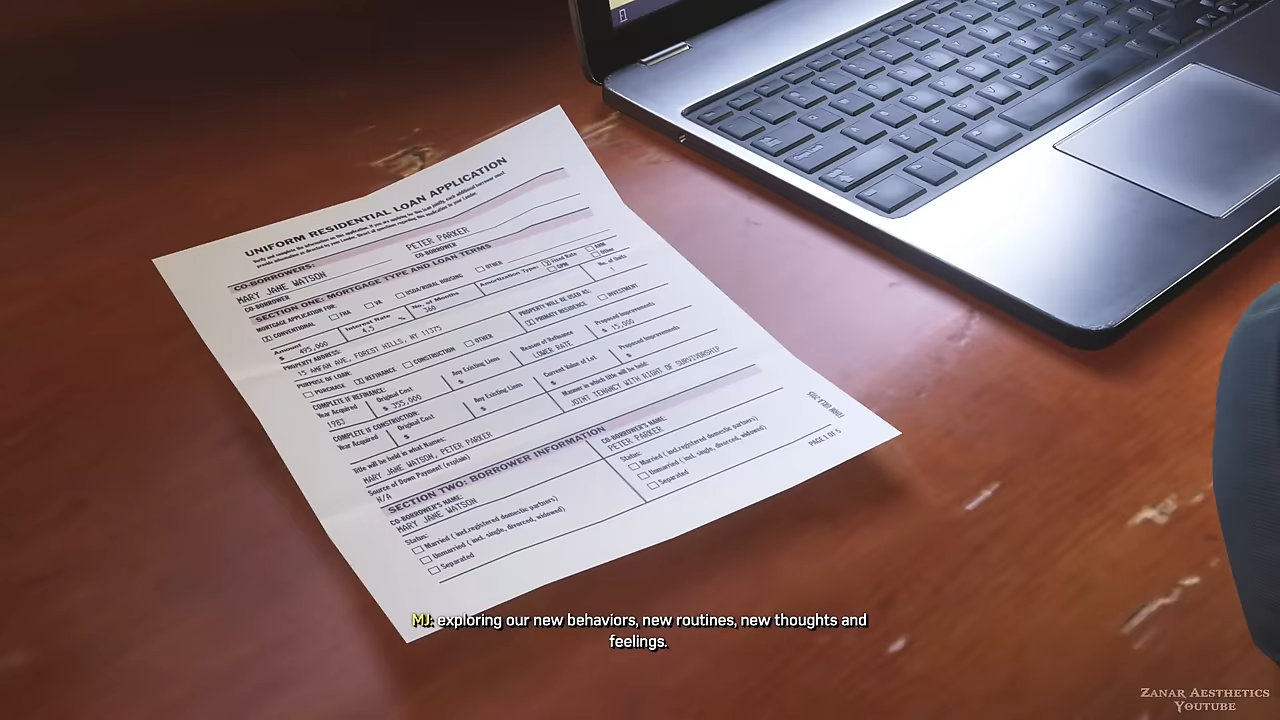 UNIFORM RESIDENTIAL LOAN APPLICATION
CO-BORROWERS:
MARY JANE WATSON PETER PARKER
CO-BORROWER CO-BORROWER
SECTION ONE: MORTGAGE TYPE AND LOAN TERMS
MORTGAGE APPLICATION FOR:
CONVENTIONAL FHA VA USDA/RURAL HOUSING OTHER
Amortization Type: Fixed Rate ARM
GPM Other
Amount Interest Rate No. of Months No. of Units
$ 495,000 4.5 % 360 1
PROPERTY ADDRESS: PROPERTY WILL BE USED AS:
15 AMFAN AVE, FOREST HILLS, NY 11375 PRIMARY RESIDENCE INVESTMENT
PURPOSE OF LOAN:
PURCHASE REFINANCE CONSTRUCTION OTHER
COMPLETE IF REFINANCE:
Year Acquired Original Cost Any Existing Liens Reason of Refinance Proposed Improvements
1983 $ 355,000 $ LOWER RATE $ 15,000
COMPLETE IF CONSTRUCTION:
Year Acquired Original Cost Any Existing Liens Current Value of Lot Proposed Improvements
$ $ $ $
Title will be held in what Names: Manner in which title will be held:
MARY JANE WATSON, PETER PARKER JOINT TENANCY WITH RIGHT OF SURVIVORSHIP
Source of Down Payment (explain)
N/A
SECTION TWO: BORROWER INFORMATION
CO-BORROWER'S NAME: CO-BORROWER'S NAME:
MARY JANE WATSON PETER PARKER
Status: Status:
Married ( incl.registered domestic partners) Married ( incl.registered domestic partners)
Unmarried ( incl. single, divorced, widowed) Unmarried ( incl. single, divorced, widowed)
Separated Separated
PAGE 1 OF 5
MJ: exploring our new behaviors, new routines, new thoughts and
feelings.
Zanar Aesthetics
Youtube